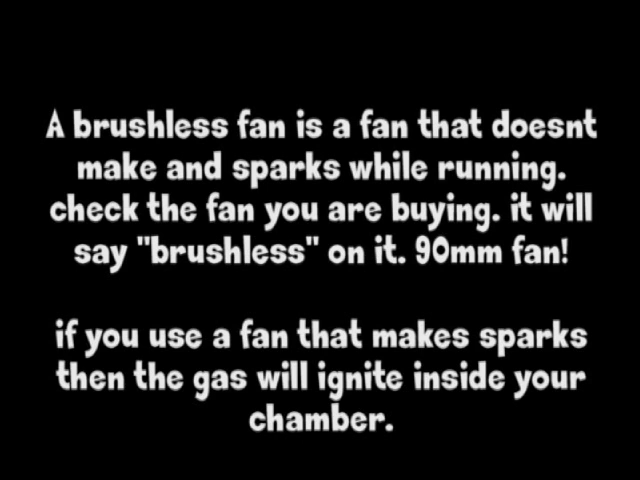 A brushless fan is a fan that doesnt
make and sparks while running.
check the fan you are buying. it will
say "brushless" on it. 90mm fan!
if you use a fan that makes sparks
then the gas will ignite inside your
chamber.